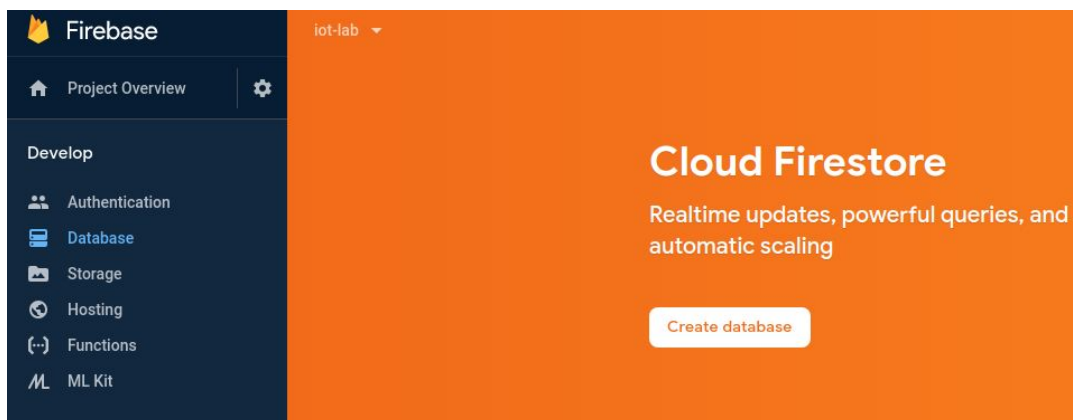 Firebase
iot-lab
Project Overview
Develop
Authentication
Database
Storage
Hosting
Functions
ML Kit
Cloud Firestore
Realtime updates, powerful queries, and
automatic scaling
Create database